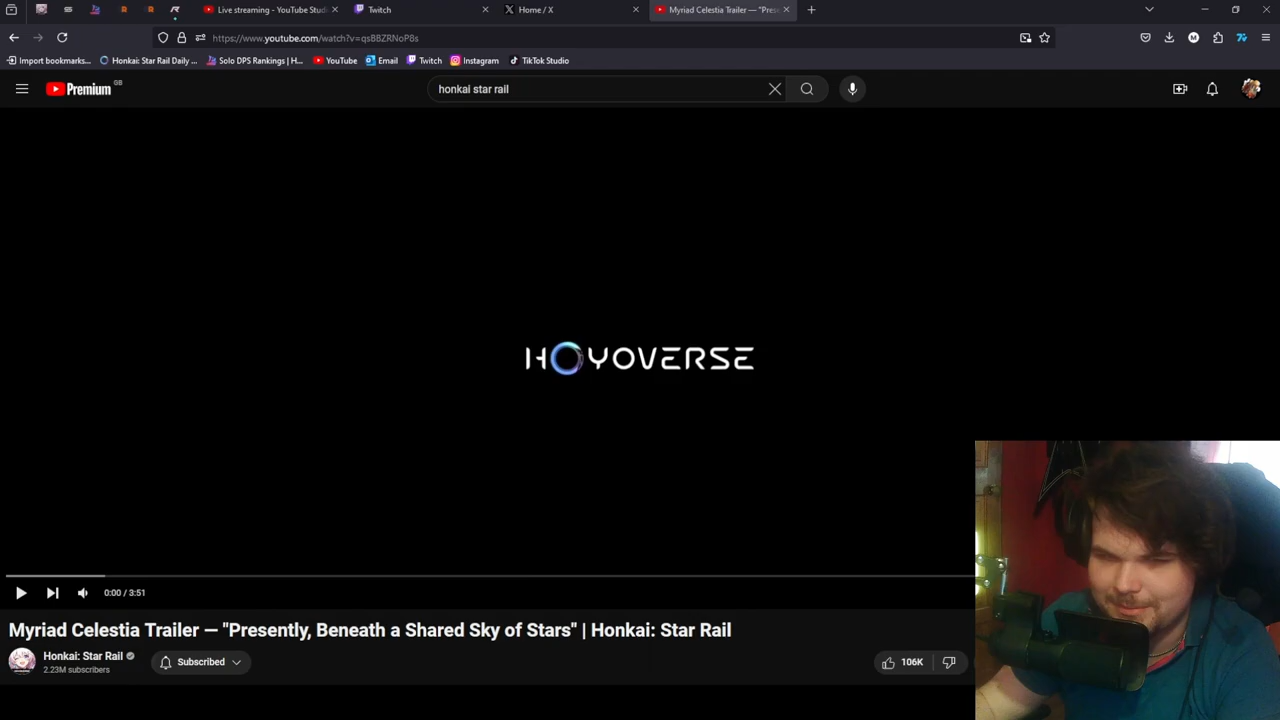 Live streaming - YouTube Stud
Twitch
Home / X
Myriad Celestia Trailer — "Prese
https://www.youtube.com/watch?v=qsBBZRNoP8s
Import bookmarks...
Honkai: Star Rail Daily ...
Solo DPS Rankings | H...
YouTube
Email
Twitch
Instagram
TikTok Studio
Premium GB
honkai star rail
HOYOVERSE
0:00 / 3:51
Myriad Celestia Trailer — "Presently, Beneath a Shared Sky of Stars" | Honkai: Star Rail
Honkai: Star Rail
Subscribed
106K
2.23M subscribers